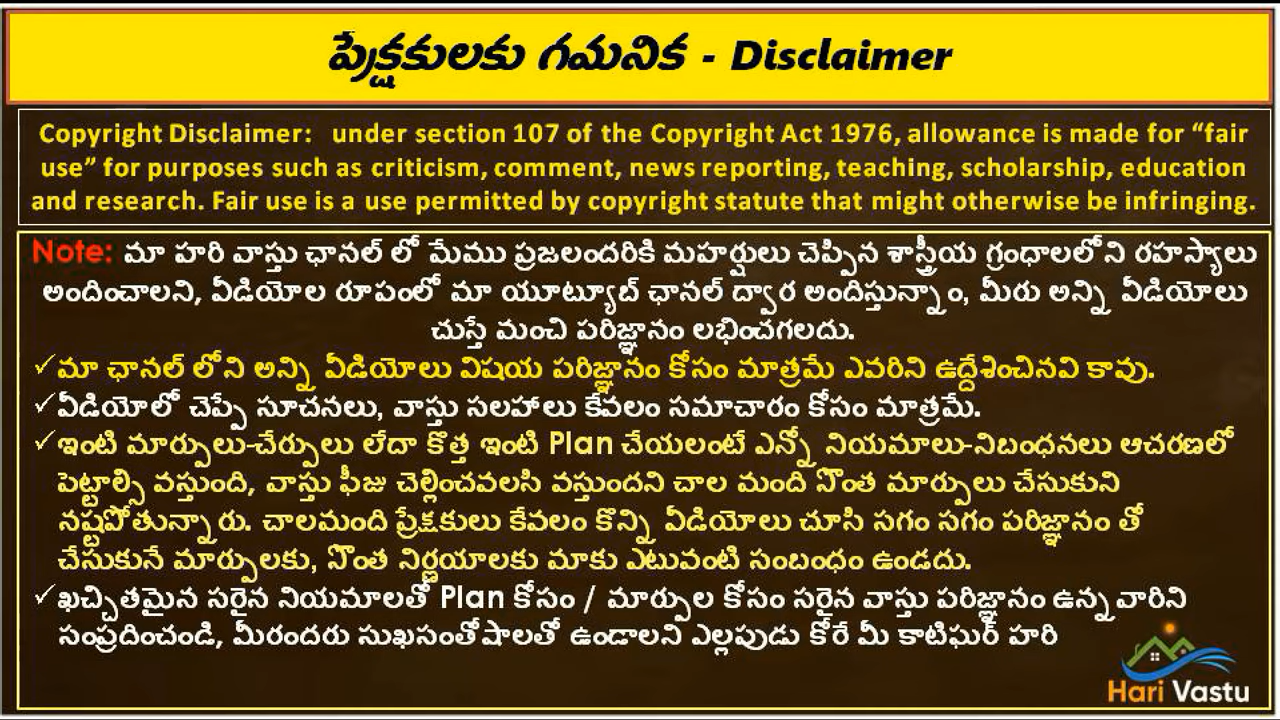 ప్రేక్షకులకు గమనిక - Disclaimer
Copyright Disclaimer: under section 107 of the Copyright Act 1976, allowance is made for “fair
use” for purposes such as criticism, comment, news reporting, teaching, scholarship, education
and research. Fair use is a use permitted by copyright statute that might otherwise be infringing.
Note: మా హరి వాస్తు ఛానల్ లో మేము ప్రజలందరికి మహర్షులు చెప్పిన శాస్త్రీయ గ్రంధాలలోని రహస్యాలు
అందించాలని, వీడియోల రూపంలో మా యూట్యూబ్ ఛానల్ ద్వార అందిస్తున్నాం, మీరు అన్ని వీడియోలు
చుస్తే మంచి పరిజ్ఞానం లభించగలదు.
✓మా ఛానల్ లోని అన్ని వీడియోలు విషయ పరిజ్ఞానం కోసం మాత్రమే ఎవరిని ఉద్దేశించినవి కావు.
✓వీడియోలో చెప్పే సూచనలు, వాస్తు సలహాలు కేవలం సమాచారం కోసం మాత్రమే.
✓ఇంటి మార్పులు-చేర్పులు లేదా కొత్త ఇంటి Plan చేయలంటే ఎన్నో నియమాలు-నిబంధనలు ఆచరణలో
పెట్టాల్సి వస్తుంది, వాస్తు ఫీజు చెల్లించవలసి వస్తుందని చాల మంది సొంత మార్పులు చేసుకుని
నష్టపోతున్నారు. చాలమంది ప్రేక్షకులు కేవలం కొన్ని వీడియోలు చూసి సగం సగం పరిజ్ఞానం తో
చేసుకునే మార్పులకు, సొంత నిర్ణయాలకు మాకు ఎటువంటి సంబంధం ఉండదు.
✓ఖచ్చితమైన సరైన నియమాలతో Plan కోసం / మార్పుల కోసం సరైన వాస్తు పరిజ్ఞానం ఉన్నవారిని
సంప్రదించండి, మీరందరు సుఖసంతోషాలతో ఉండాలని ఎల్లపుడు కోరే మీ కాటిఘర్ హరి
Hari Vastu